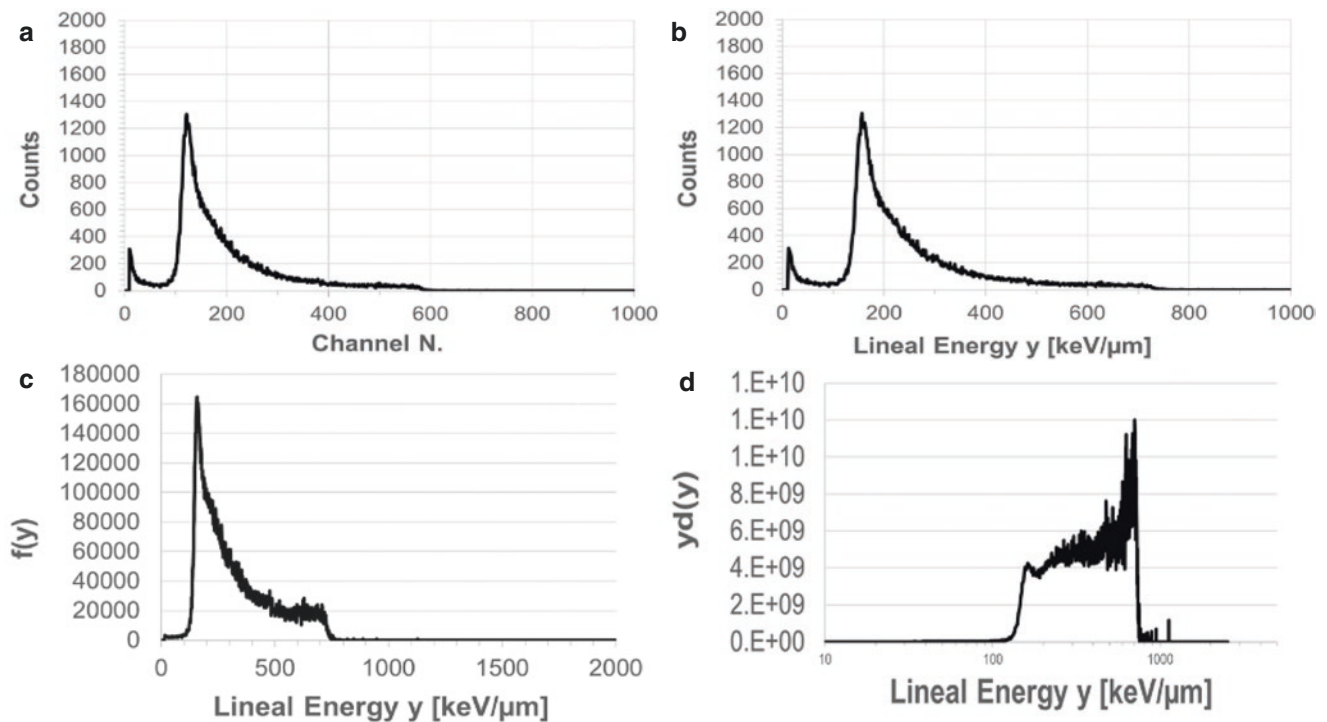 a
2000
1800
1600
1400
1200
1000
800
600
400
200
0
Counts
0 200 400 600 800 1000
Channel N.
b
2000
1800
1600
1400
1200
1000
800
600
400
200
0
Counts
0 200 400 600 800 1000
Lineal Energy y [keV/µm]
c
180000
160000
140000
120000
100000
80000
60000
40000
20000
0
f(y)
0 500 1000 1500 2000
Lineal Energy y [keV/µm]
d
1.E+10
1.E+10
1.E+10
8.E+09
6.E+09
4.E+09
2.E+09
0.E+00
yd(y)
10 100 1000
Lineal Energy y [keV/µm]